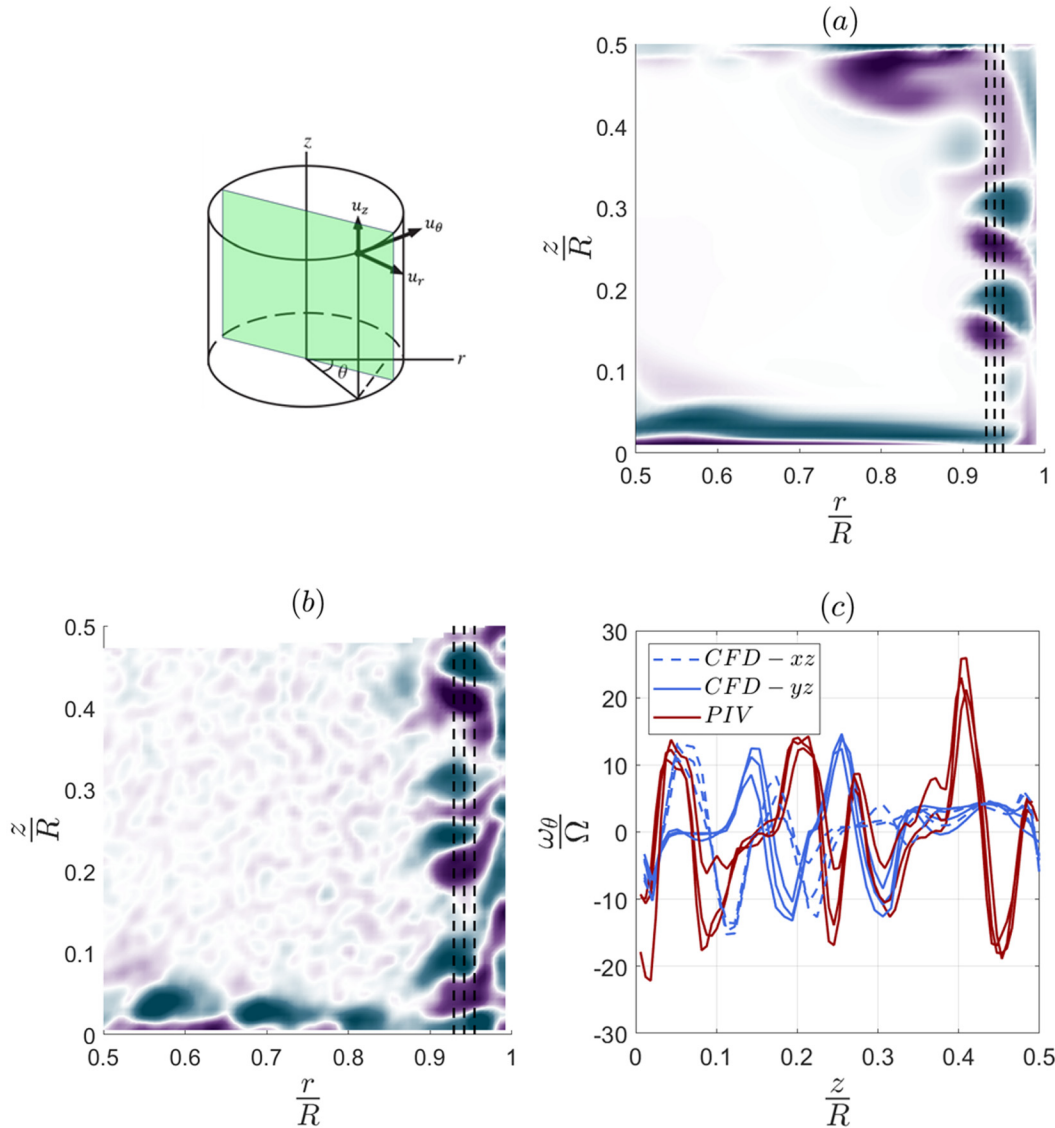 (a)
z
u_z
u_θ
u_r
r
θ
0.5
0.4
0.3
0.2
0.1
0
z/R
0.5 0.6 0.7 0.8 0.9 1
r/R
(b)
0.5
0.4
0.3
0.2
0.1
0
z/R
0.5 0.6 0.7 0.8 0.9 1
r/R
(c)
30
20
10
0
-10
-20
-30
ω_θ/Ω
CFD − xz
CFD − yz
PIV
0 0.1 0.2 0.3 0.4 0.5
z/R